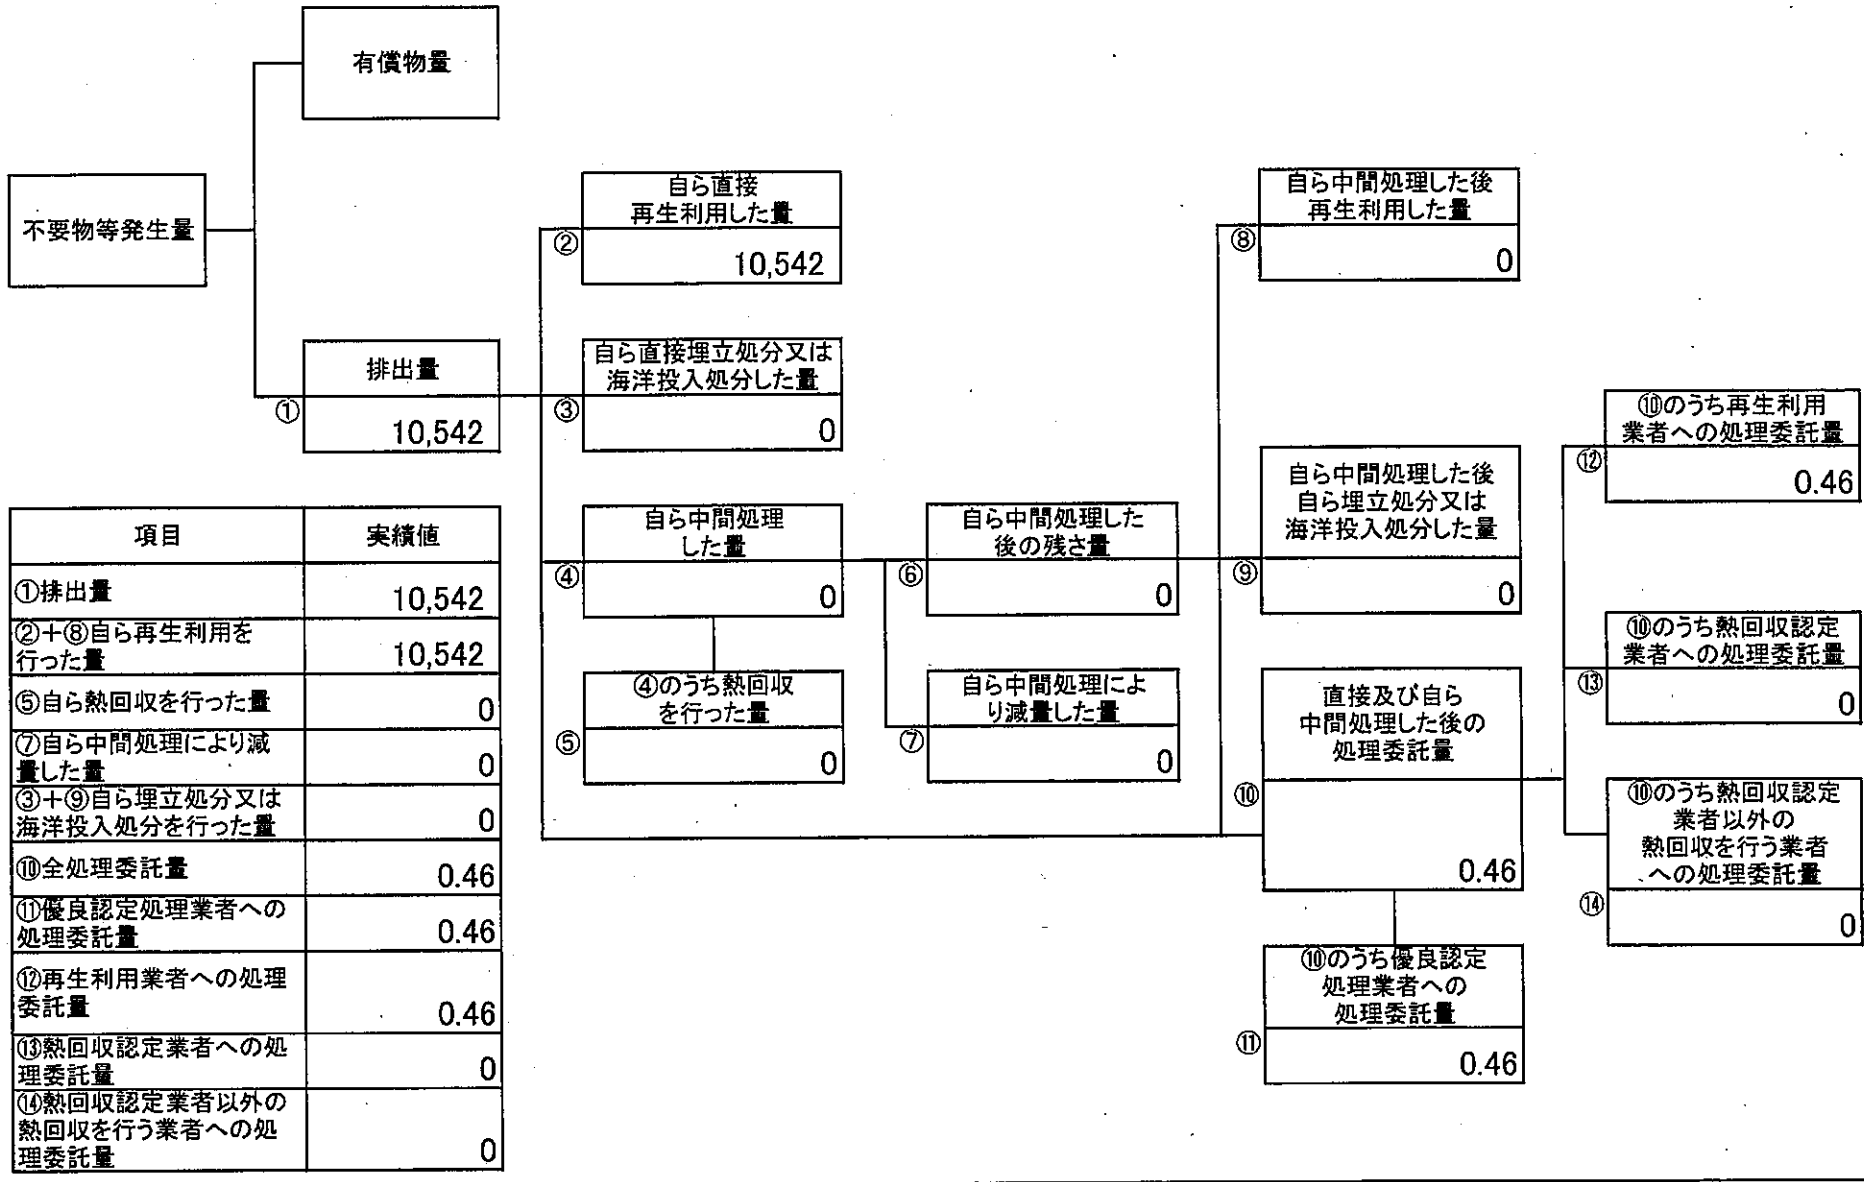 有償物量
不要物等発生量
排出量
①
10,542
自ら直接
再生利用した量
②
10,542
自ら直接埋立処分又は
海洋投入処分した量
③
0
自ら中間処理
した量
④
0
④のうち熱回収
を行った量
⑤
0
自ら中間処理した
後の残さ量
⑥
0
自ら中間処理によ
り減量した量
⑦
0
自ら中間処理した後
再生利用した量
⑧
0
自ら中間処理した後
自ら埋立処分又は
海洋投入処分した量
⑨
0
直接及び自ら
中間処理した後の
処理委託量
⑩
0.46
⑩のうち優良認定
処理業者への
処理委託量
⑪
0.46
⑩のうち再生利用
業者への処理委託量
⑫
0.46
⑩のうち熱回収認定
業者への処理委託量
⑬
0
⑩のうち熱回収認定
業者以外の
熱回収を行う業者
への処理委託量
⑭
0
項目 実績値
①排出量 10,542
②+⑧自ら再生利用を
行った量 10,542
⑤自ら熱回収を行った量 0
⑦自ら中間処理により減
量した量 0
③+⑨自ら埋立処分又は
海洋投入処分を行った量 0
⑩全処理委託量 0.46
⑪優良認定処理業者への
処理委託量 0.46
⑫再生利用業者への処理
委託量 0.46
⑬熱回収認定業者への処
理委託量 0
⑭熱回収認定業者以外の
熱回収を行う業者への処
理委託量 0